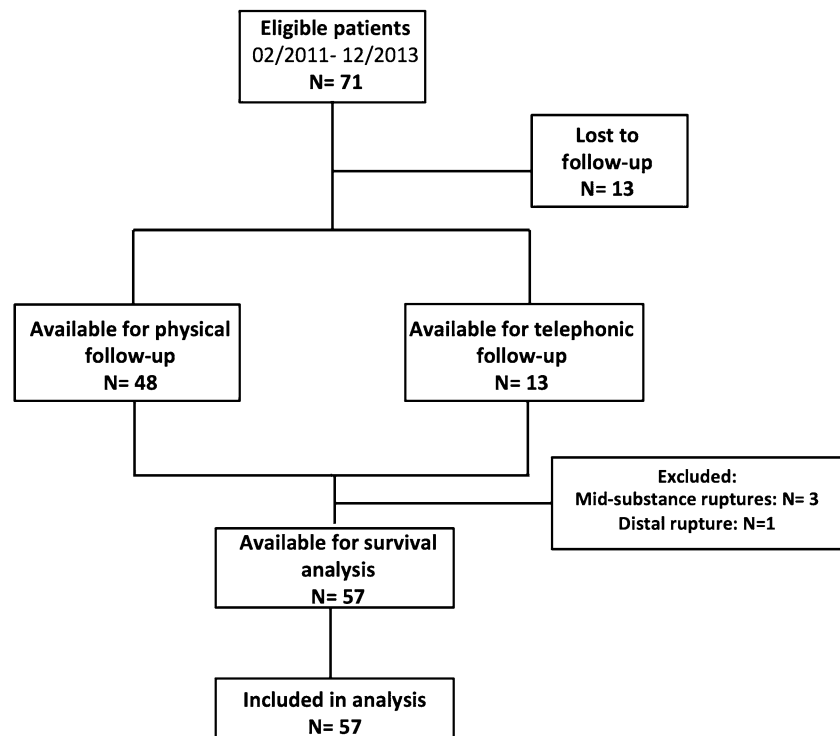 Eligible patients
02/2011- 12/2013
N= 71
Lost to
follow-up
N= 13
Available for physical
follow-up
N= 48
Available for telephonic
follow-up
N= 13
Excluded:
Mid-substance ruptures: N= 3
Distal rupture: N=1
Available for survival
analysis
N= 57
Included in analysis
N= 57